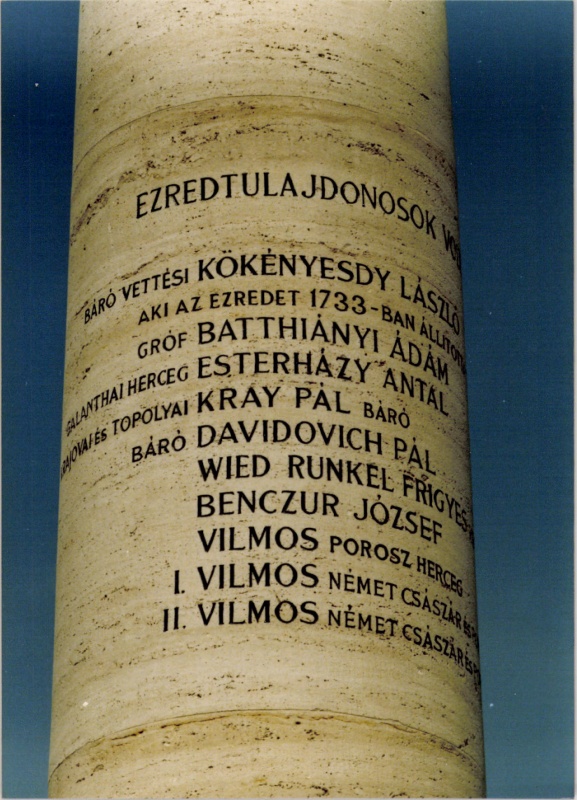 EZREDTULAJDONOSOK
BÁRÓ VETTÉSI KÖKÉNYESDY LÁSZLÓ
AKI AZ EZREDET 1733-BAN
GRÓF BATTHIÁNYI ÁDÁM
GALANTHAI HERCEG ESTERHÁZY ANTAL
TOPOLYAI KRAY PÁL BÁRÓ
BÁRÓ DAVIDOVICH PÁL
WIED RUNKEL FRIGYES
BENCZUR JÓZSEF
VILMOS POROSZ HERCEG
I. VILMOS NÉMET CSÁSZÁR ÉS
II. VILMOS NÉMET CSÁSZÁR ÉS